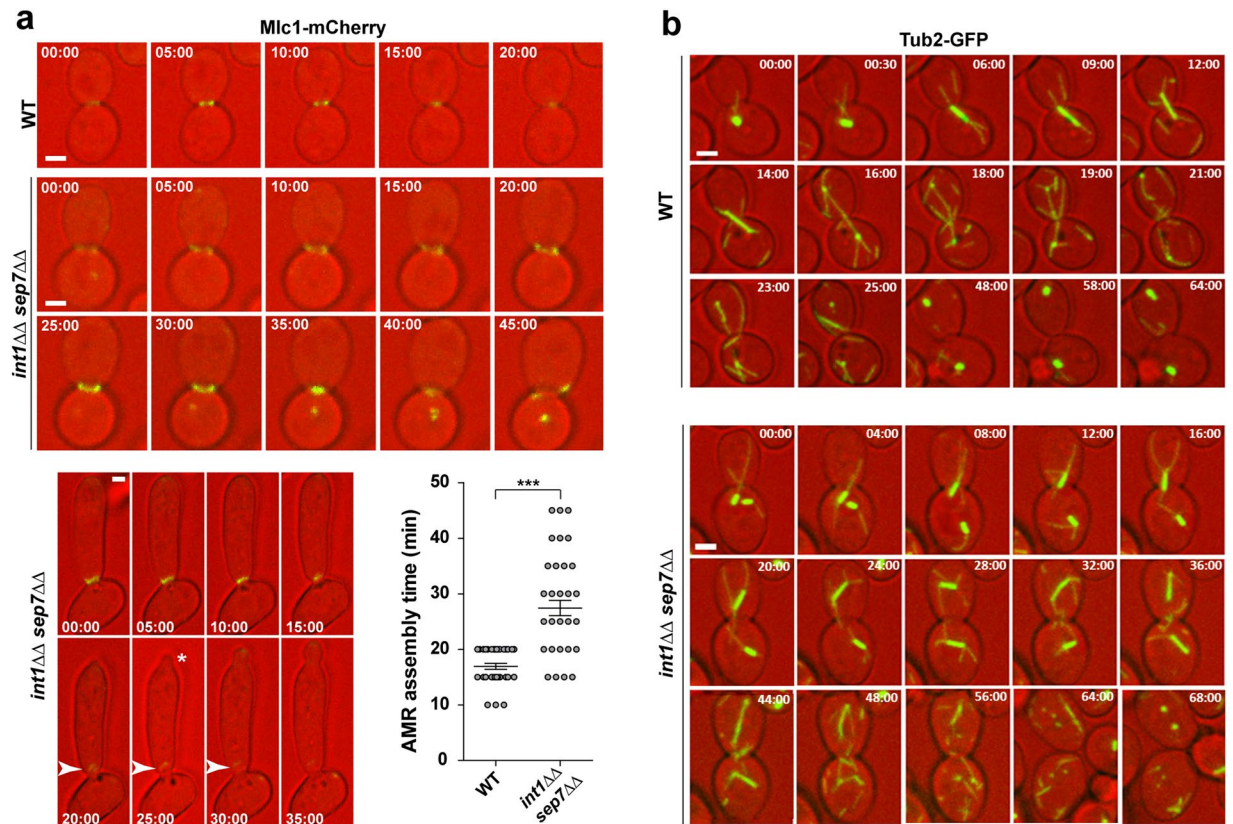 a
Mlc1-mCherry
WT
00:00 05:00 10:00 15:00 20:00
int1ΔΔ sep7ΔΔ
00:00 05:00 10:00 15:00 20:00
25:00 30:00 35:00 40:00 45:00
int1ΔΔ sep7ΔΔ
00:00 05:00 10:00 15:00
*
20:00 25:00 30:00 35:00
AMR assembly time (min)
50
40
30
20
10
0
***
WT
int1ΔΔ
sep7ΔΔ
b
Tub2-GFP
WT
00:00 00:30 06:00 09:00 12:00
14:00 16:00 18:00 19:00 21:00
23:00 25:00 48:00 58:00 64:00
int1ΔΔ sep7ΔΔ
00:00 04:00 08:00 12:00 16:00
20:00 24:00 28:00 32:00 36:00
44:00 48:00 56:00 64:00 68:00